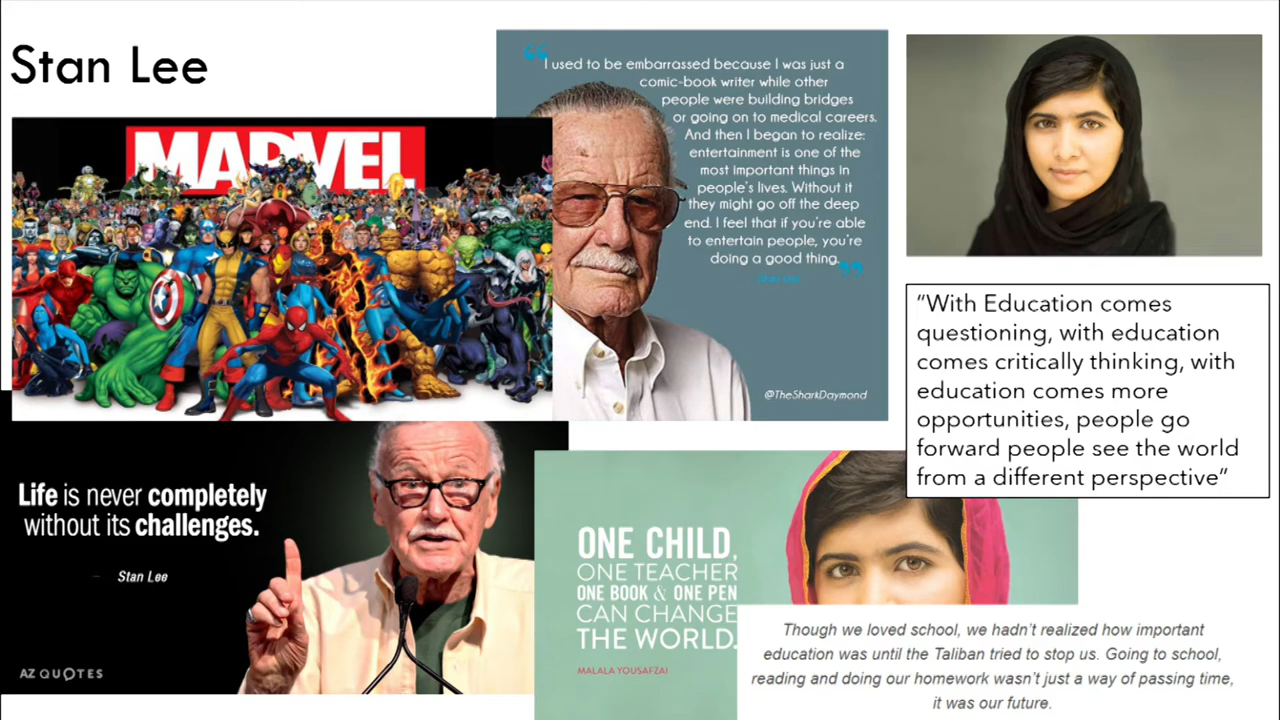 Stan Lee
MARVEL
“I used to be embarrassed because I was just a
comic-book writer while other
people were building bridges
or going on to medical careers.
And then I began to realize:
entertainment is one of the
most important things in
people's lives. Without it
they might go off the deep
end. I feel that if you're able
to entertain people, you're
doing a good thing.”
STAN LEE
@TheSharkDaymond
“With Education comes
questioning, with education
comes critically thinking, with
education comes more
opportunities, people go
forward people see the world
from a different perspective”
Life is never completely
without its challenges.
— Stan Lee
AZ QUOTES
ONE CHILD,
ONE TEACHER
ONE BOOK & ONE PEN
CAN CHANGE
THE WORLD.
MALALA YOUSAFZAI
Though we loved school, we hadn't realized how important
education was until the Taliban tried to stop us. Going to school,
reading and doing our homework wasn't just a way of passing time,
it was our future.